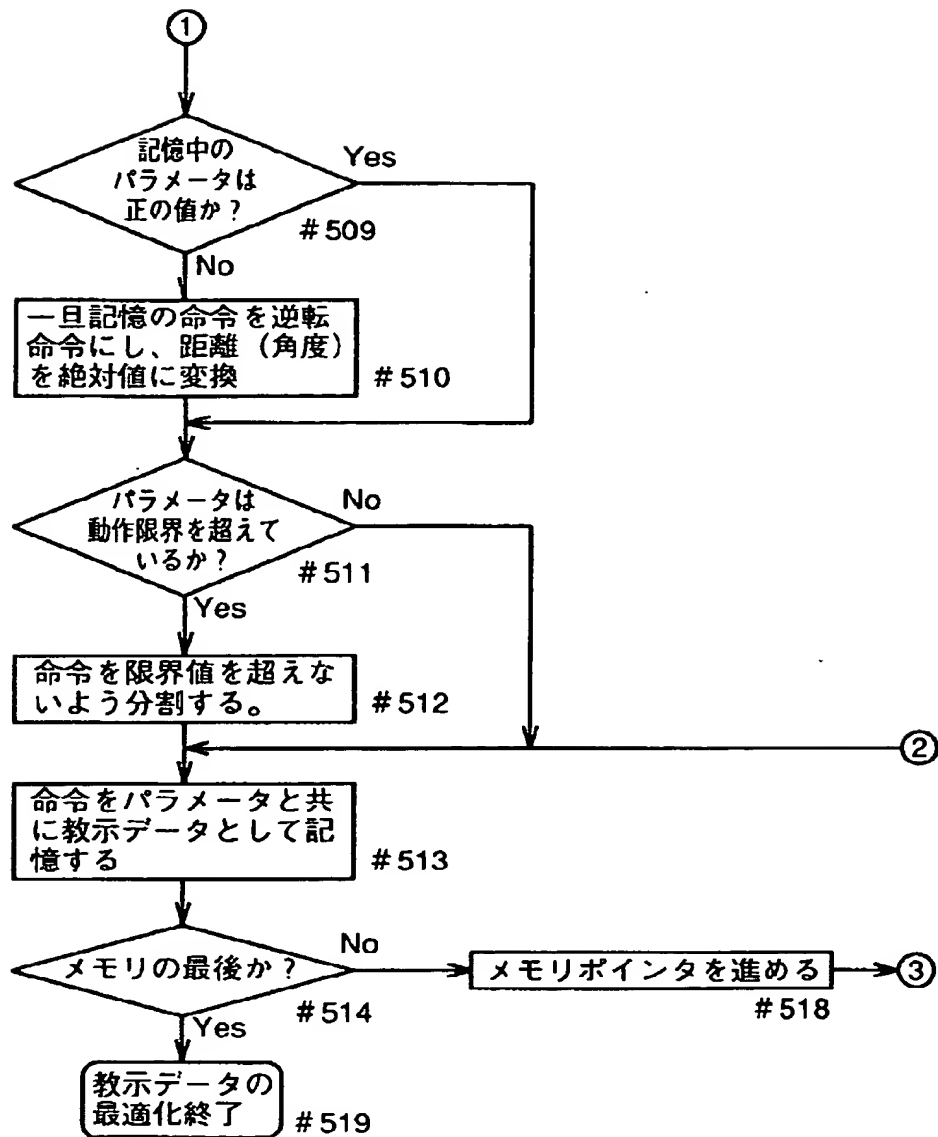 ①
記憶中の
パラメータは
正の値か？
Yes
#509
No
一旦記憶の命令を逆転
命令にし、距離（角度）
を絶対値に変換
#510
パラメータは
動作限界を超えて
いるか？
No
#511
Yes
命令を限界値を超えな
いよう分割する。
#512
②
命令をパラメータと共
に教示データとして記
憶する
#513
メモリの最後か？
No
#514
メモリポインタを進める
③
#518
Yes
教示データの
最適化終了
#519